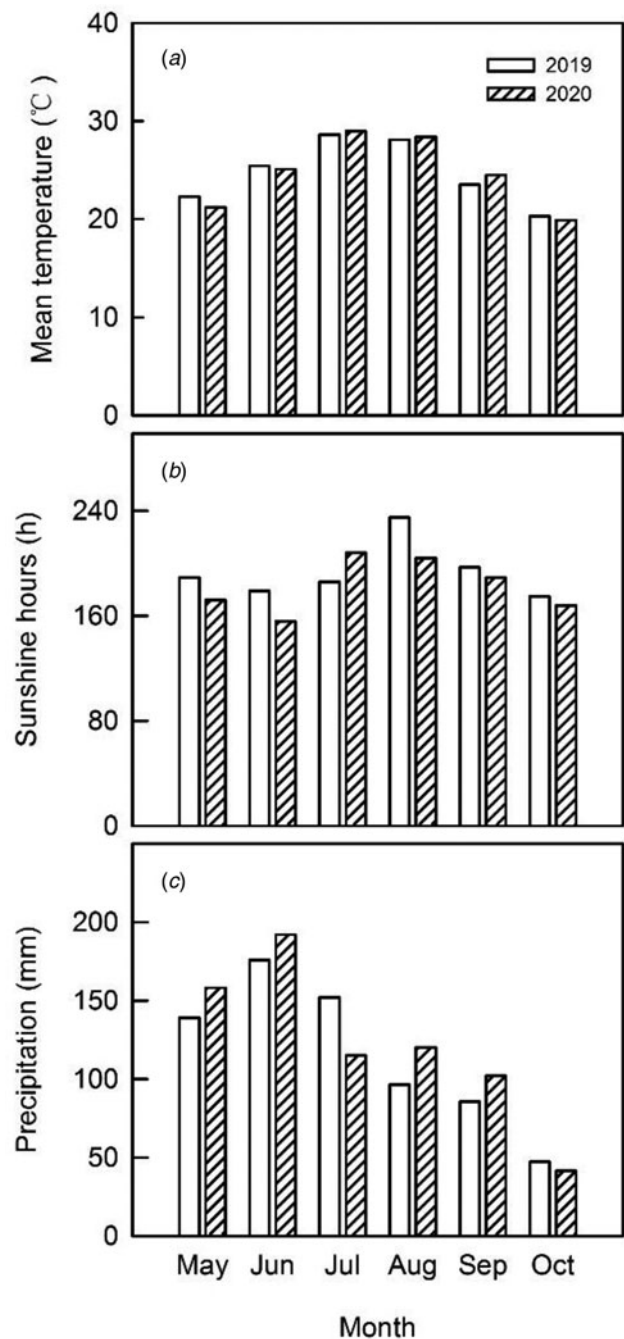 (a)
2019
2020
Mean temperature (℃)
40
30
20
10
0
(b)
Sunshine hours (h)
240
160
80
0
(c)
Precipitation (mm)
200
150
100
50
0
May Jun Jul Aug Sep Oct
Month